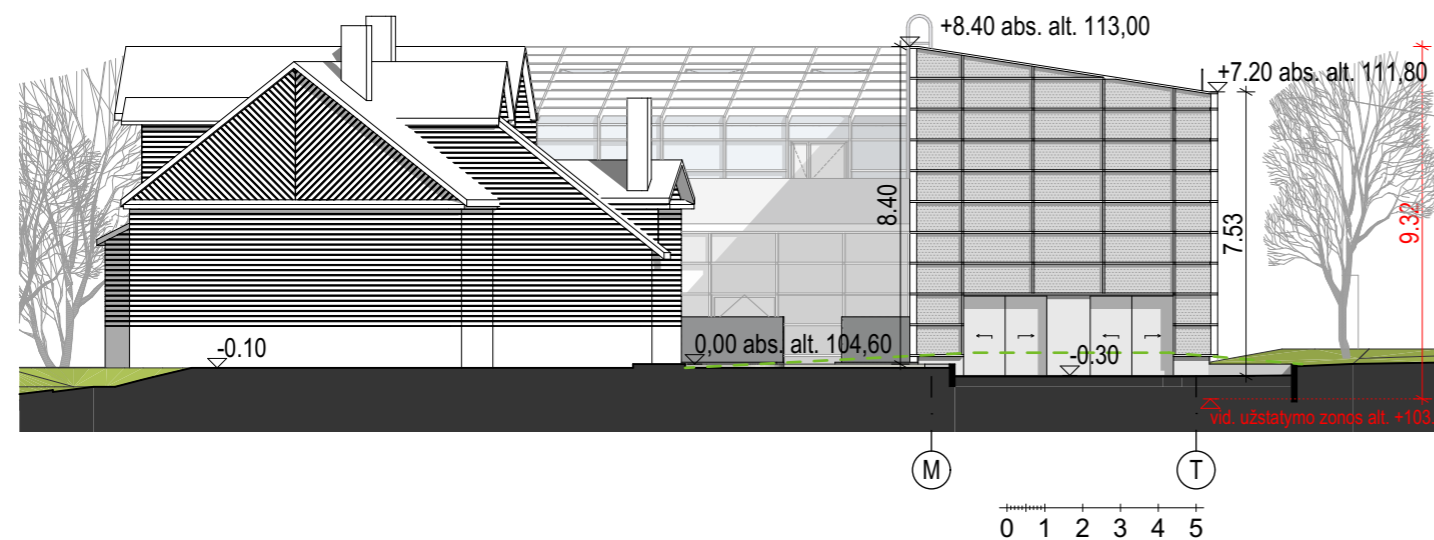 +8.40 abs. alt. 113,00
+7.20 abs. alt. 111,80
8.40
7.53
9.32
-0.10
0,00 abs. alt. 104,60
-0.30
vid. užstatymo zonos alt. +103.
M
T
0 1 2 3 4 5